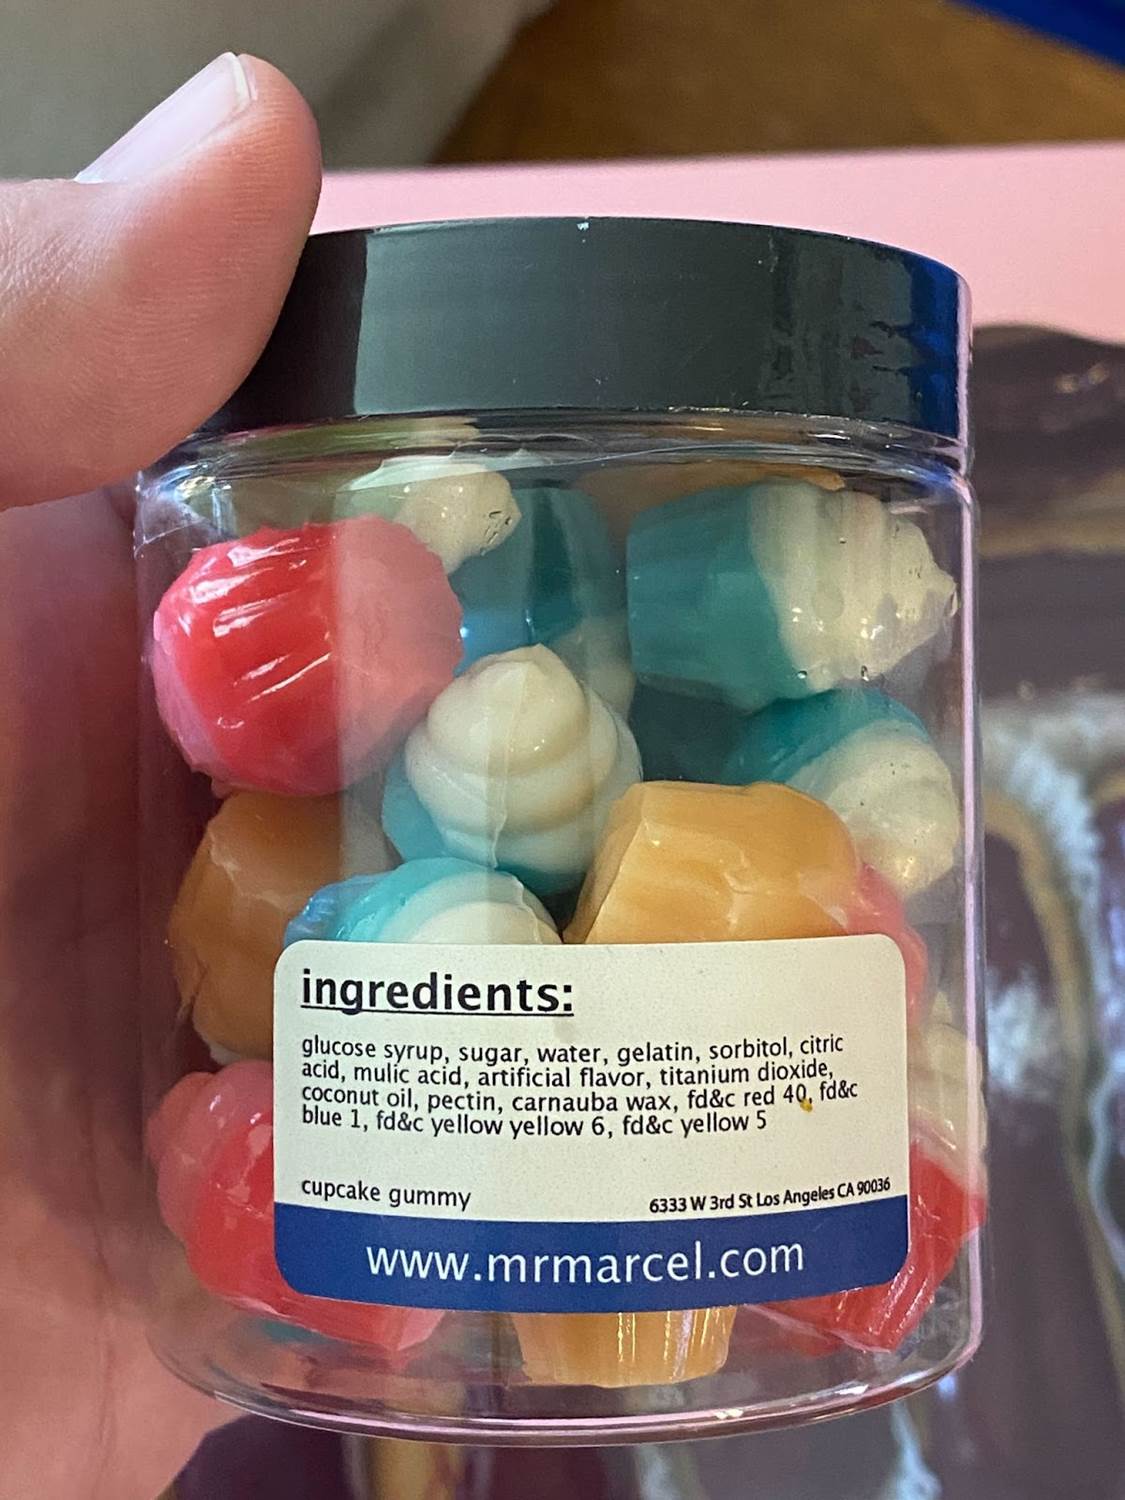 ingredients:
glucose syrup, sugar, water, gelatin, sorbitol, citric
acid, mulic acid, artificial flavor, titanium dioxide,
coconut oil, pectin, carnauba wax, fd&c red 40, fd&c
blue 1, fd&c yellow yellow 6, fd&c yellow 5
cupcake gummy
6333 W 3rd St Los Angeles CA 90036
www.mrmarcel.com